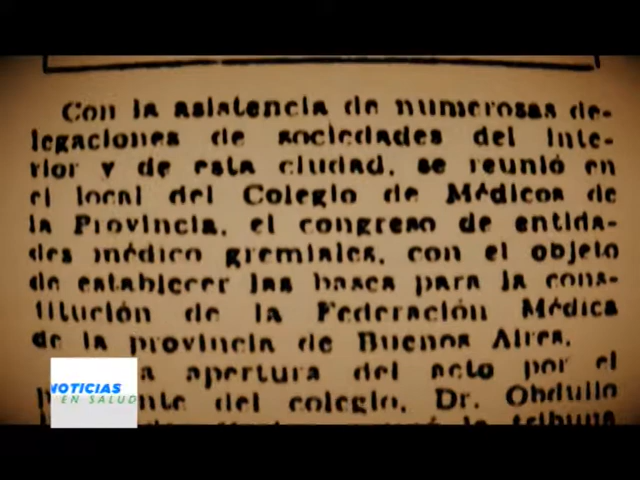 Con la asistencia de numerosas de-
legaciones de sociedades del inte-
rior y de esta ciudad, se reunió en
el local del Colegio de Médicos de
la Provincia, el congreso de entida-
des médico gremiales, con el objeto
de establecer las bases para la cons-
titución de la Federación Médica
de la provincia de Buenos Aires.
a apertura del acto por el
nte del colegio, Dr. Obdulio
la tribuna
NOTICIAS
EN SALUD